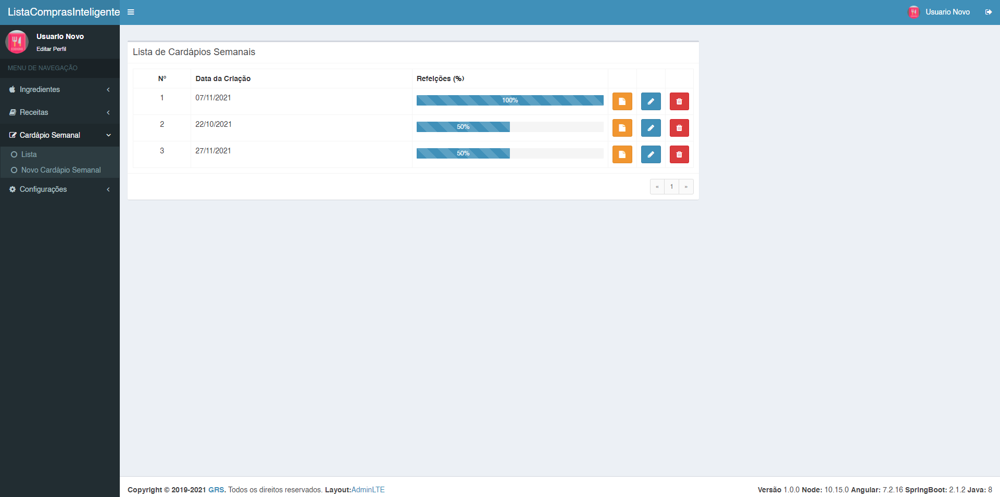 ListaComprasInteligente
Usuario Novo
Usuario Novo
Editar Perfil
MENU DE NAVEGAÇÃO
Ingredientes
Receitas
Cardápio Semanal
Lista
Novo Cardápio Semanal
Configurações
Lista de Cardápios Semanais
Nº Data da Criação Refeições (%)
1 07/11/2021 100%
2 22/10/2021 50%
3 27/11/2021 50%
« 1 »
Copyright © 2019-2021 GRS. Todos os direitos reservados. Layout:AdminLTE
Versão 1.0.0 Node: 10.15.0 Angular: 7.2.16 SpringBoot: 2.1.2 Java: 8